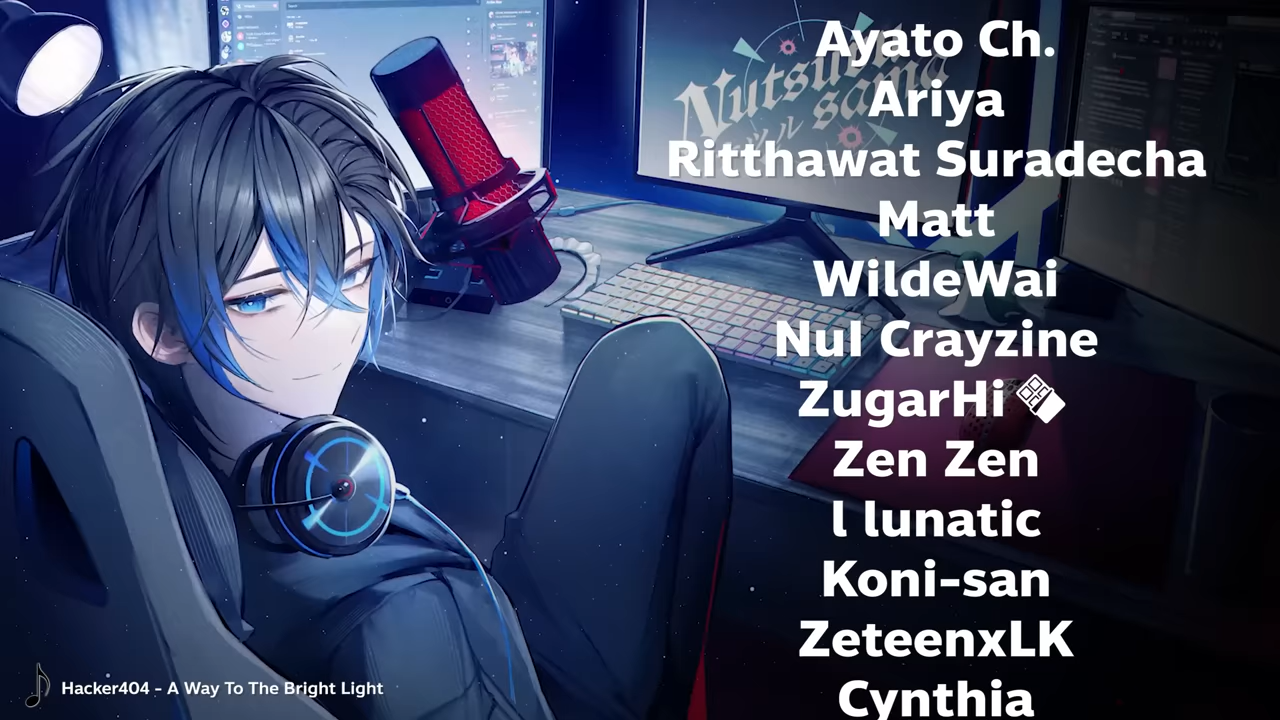 Ayato Ch.
Ariya
Ritthawat Suradecha
Matt
WildeWai
Nul Crayzine
ZugarHi
Zen Zen
l lunatic
Koni-san
ZeteenxLK
Cynthia
Hacker404 - A Way To The Bright Light